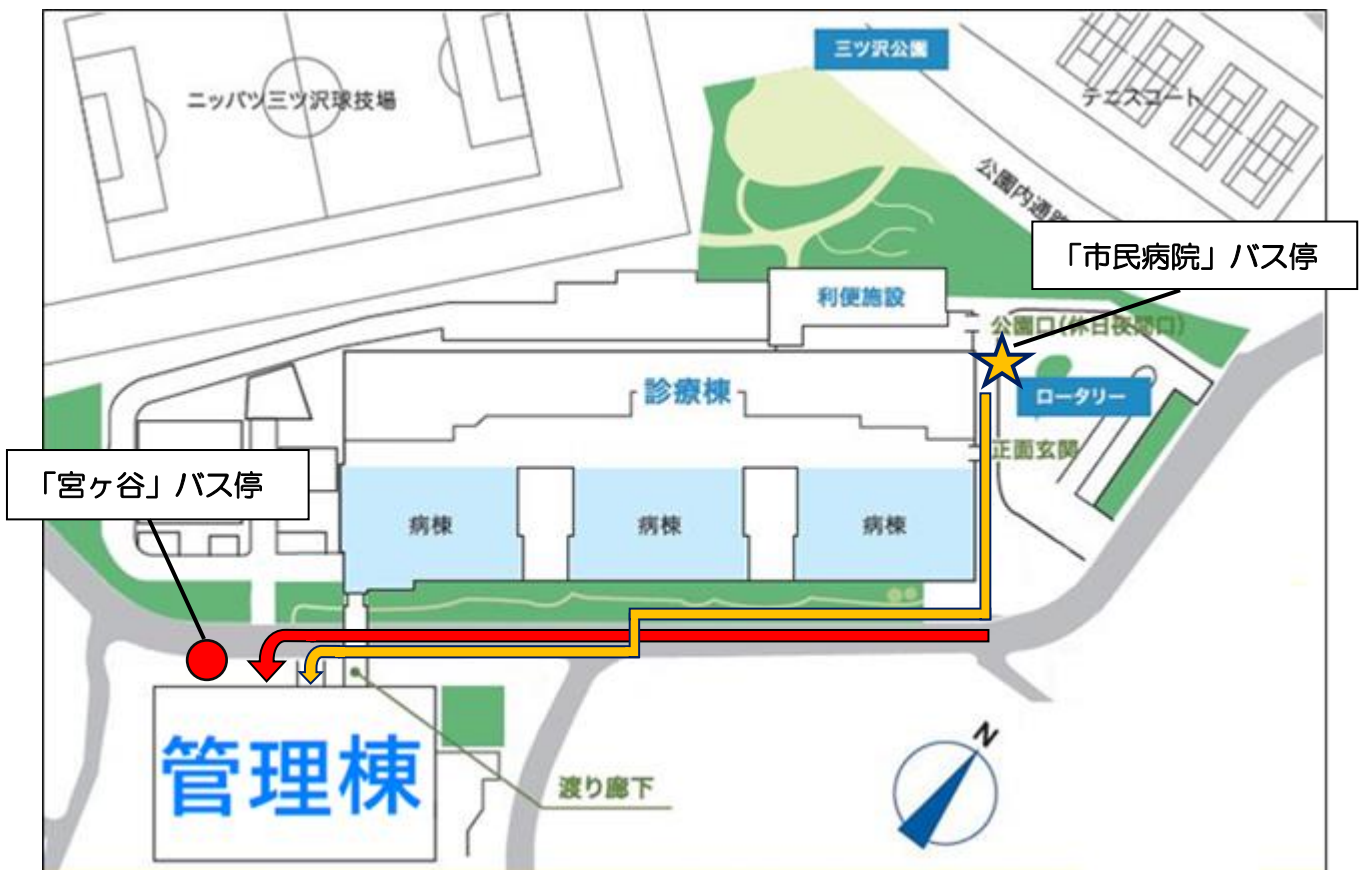 三ツ沢公園
ニッパツ三ツ沢球技場
テニスコート
公園内通路
「市民病院」バス停
利便施設
公園口(休日夜間口)
診療棟
ロータリー
正面玄関
「宮ヶ谷」バス停
病棟
病棟
病棟
N
管理棟
渡り廊下